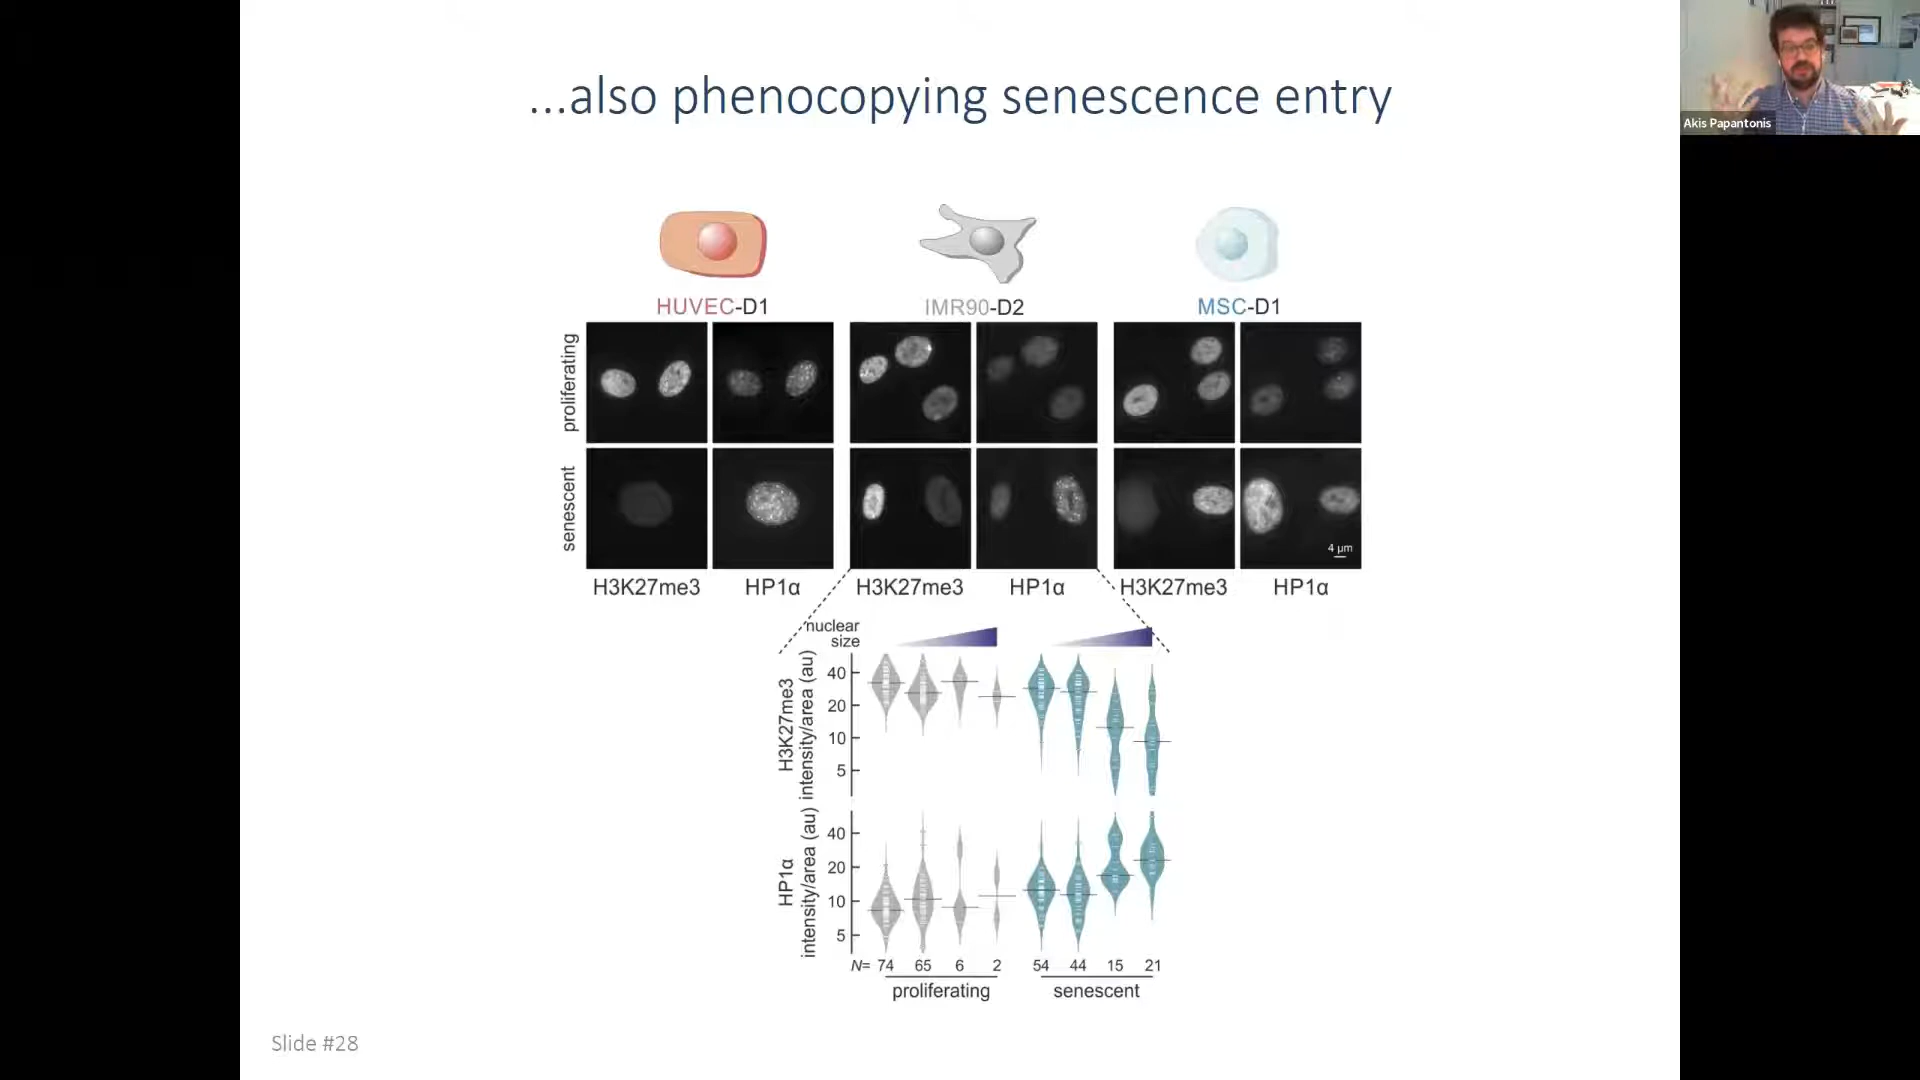 ...also phenocopying senescence entry
Akis Papantonis
HUVEC-D1
IMR90-D2
MSC-D1
proliferating
senescent
4 µm
H3K27me3
HP1α
H3K27me3
HP1α
H3K27me3
HP1α
nuclear
size
H3K27me3
intensity/area (au)
40
20
10
5
HP1α
intensity/area (au)
40
20
10
5
N= 74 65 6 2 54 44 15 21
proliferating
senescent
Slide #28